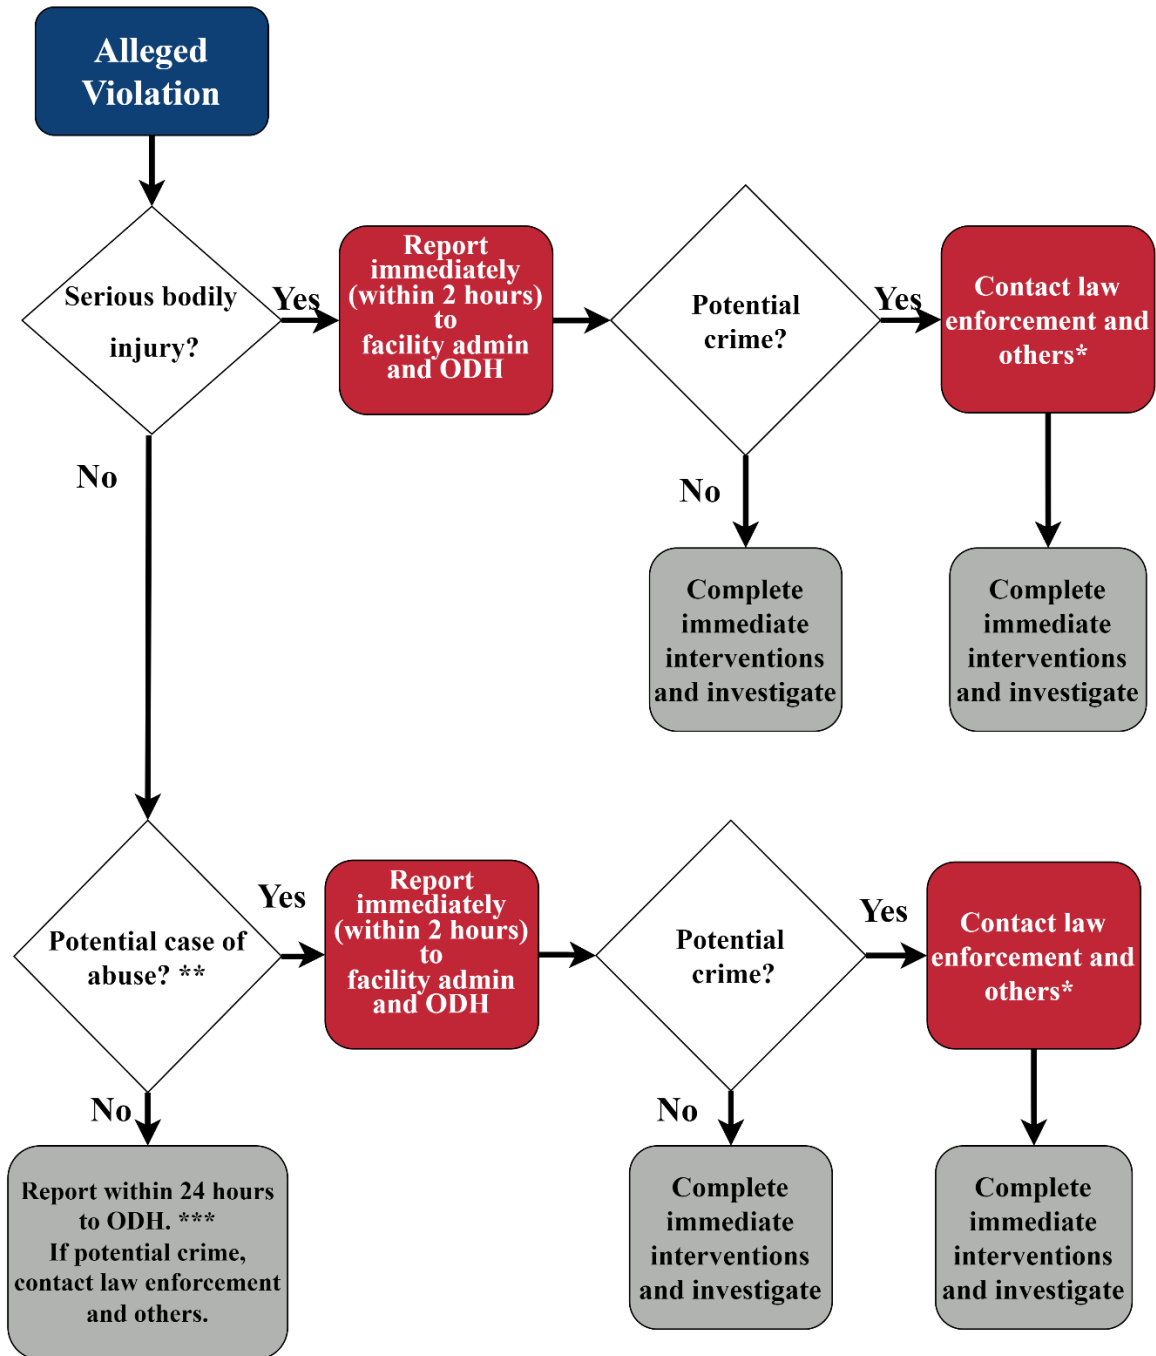 Alleged
Violation
Serious bodily
injury?
Yes
Report
immediately
(within 2 hours)
to
facility admin
and ODH
Potential
crime?
Yes
Contact law
enforcement and
others*
No
No
Complete
immediate
interventions
and investigate
Complete
immediate
interventions
and investigate
Potential case of
abuse? **
Yes
Report
immediately
(within 2 hours)
to
facility admin
and ODH
Potential
crime?
Yes
Contact law
enforcement and
others*
No
No
Report within 24 hours
to ODH. ***
If potential crime,
contact law enforcement
and others.
Complete
immediate
interventions
and investigate
Complete
immediate
interventions
and investigate